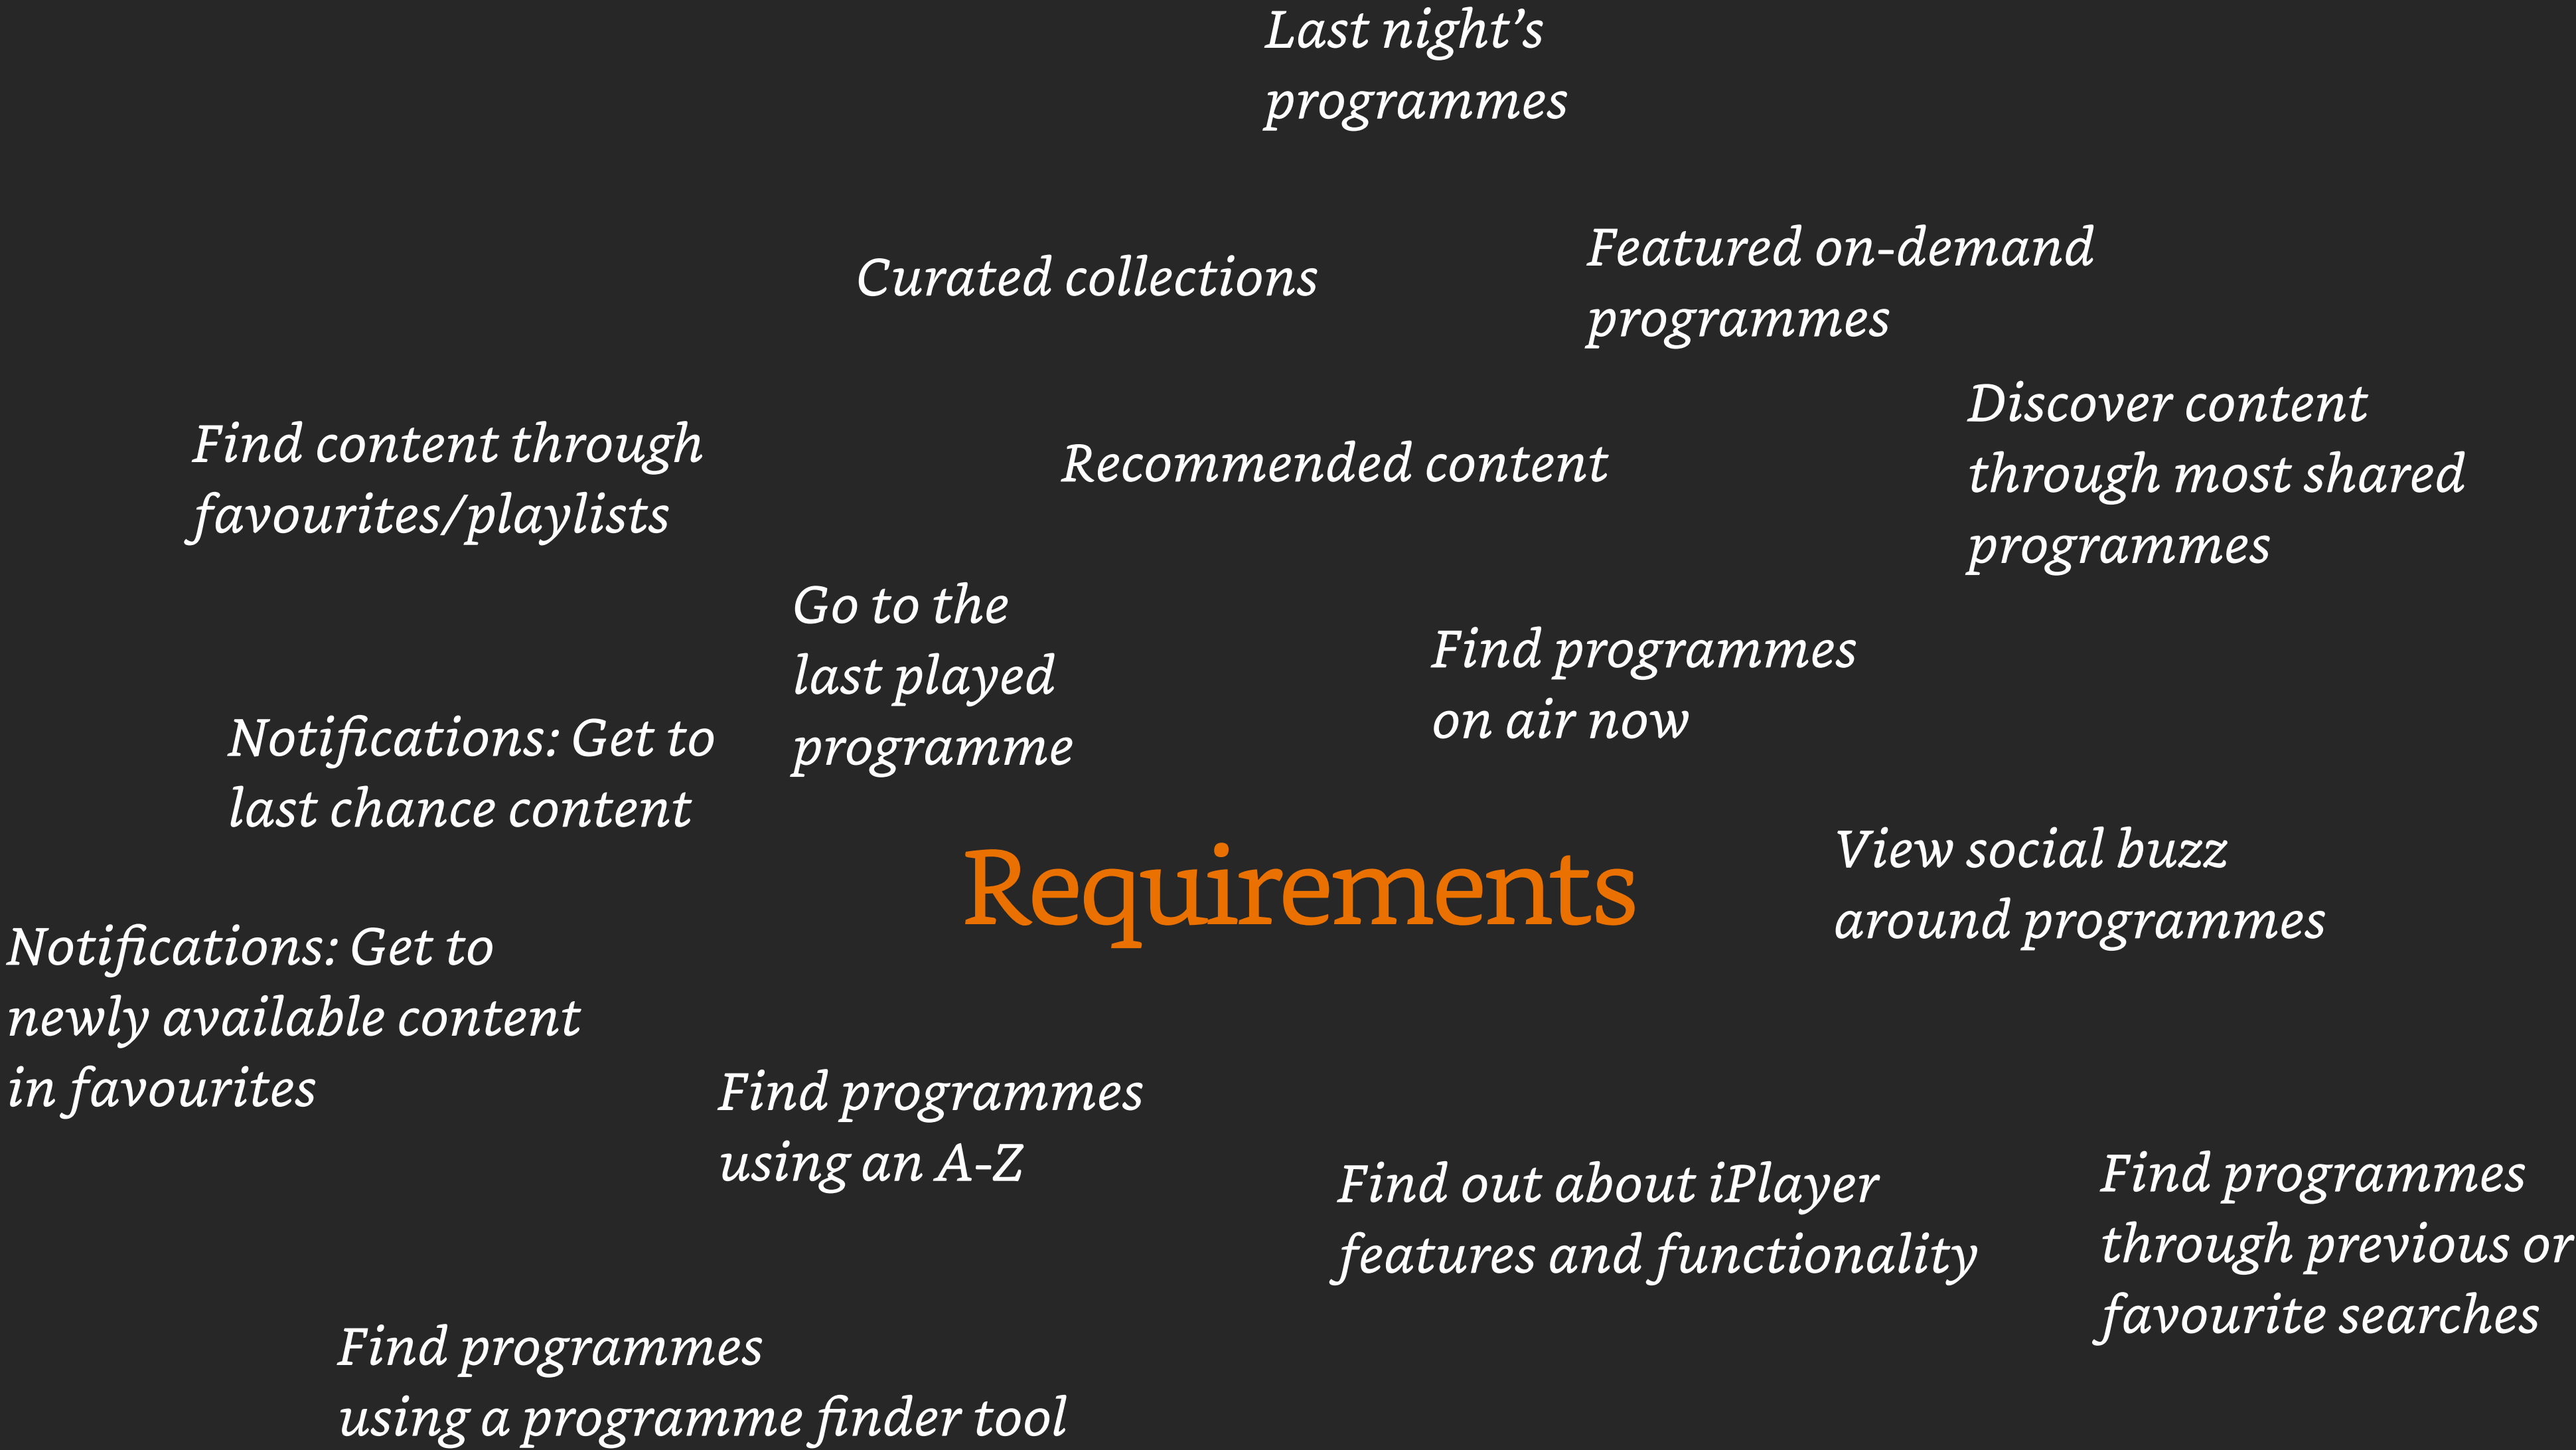 Last night’s
programmes
Curated collections
Featured on-demand
programmes
Find content through
favourites/playlists
Recommended content
Discover content
through most shared
programmes
Go to the
last played
programme
Find programmes
on air now
Notifications: Get to
last chance content
Requirements
View social buzz
around programmes
Notifications: Get to
newly available content
in favourites
Find programmes
using an A-Z
Find out about iPlayer
features and functionality
Find programmes
through previous or
favourite searches
Find programmes
using a programme finder tool